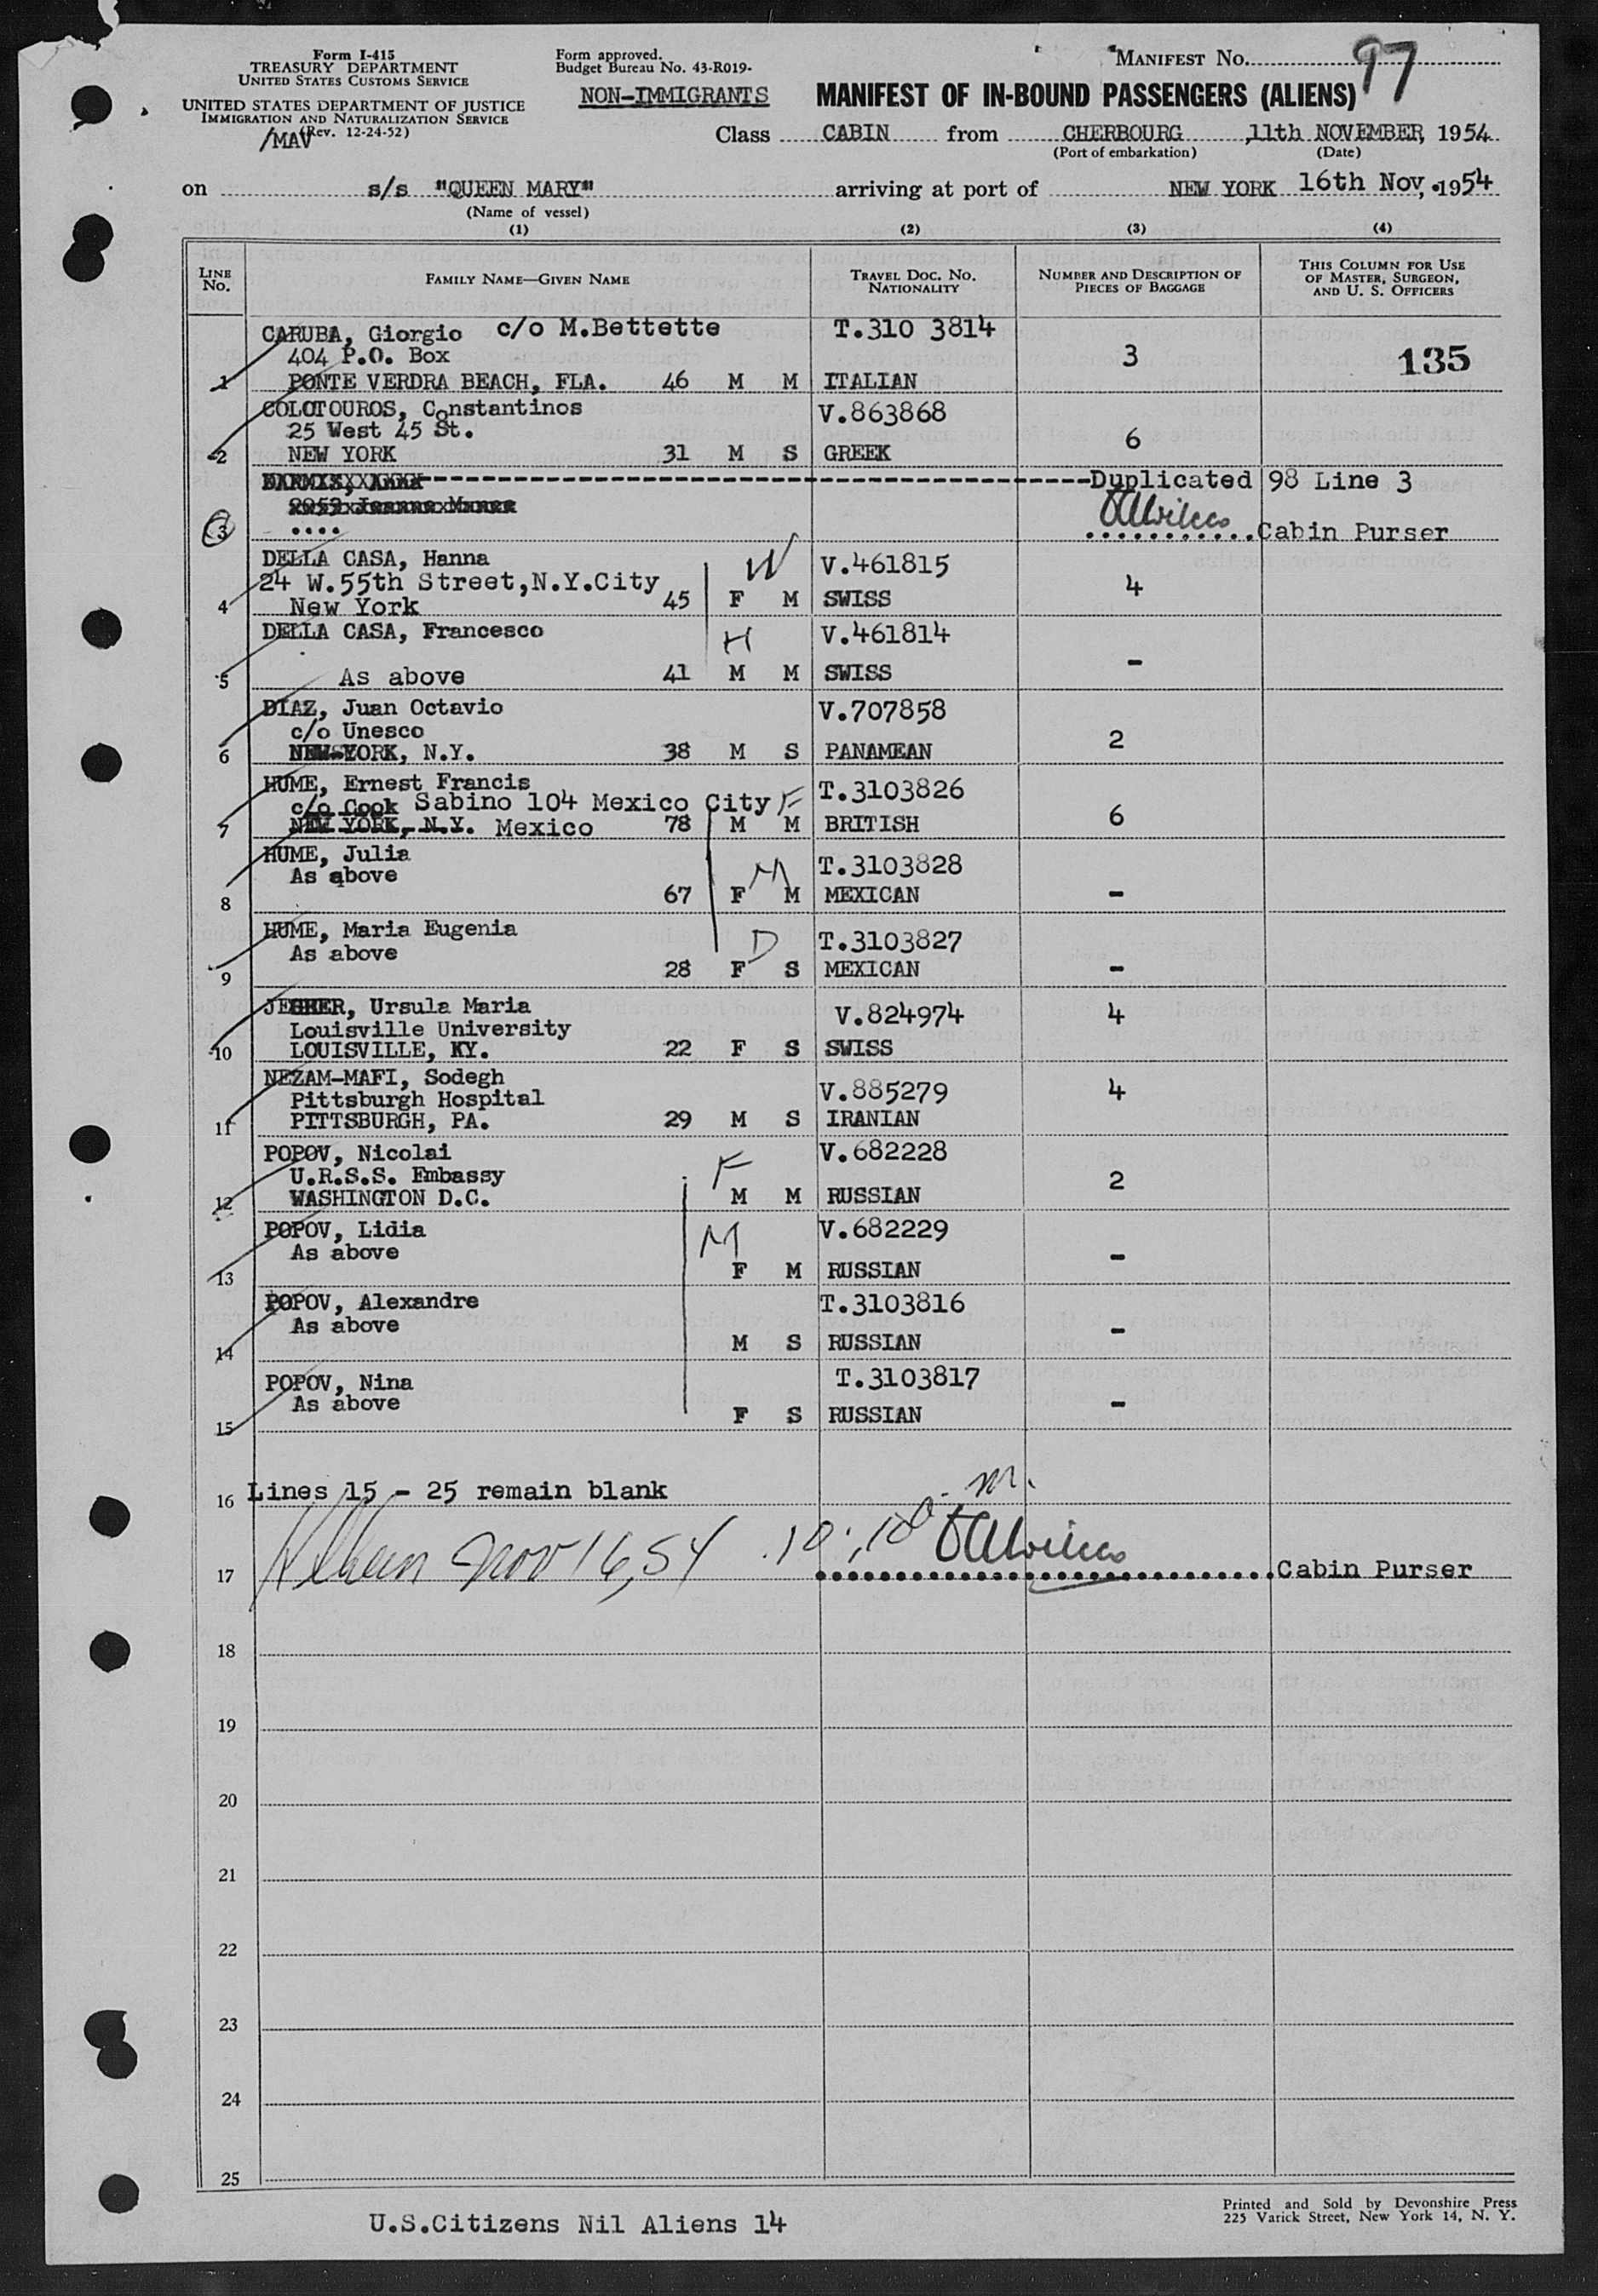 Form I-415
TREASURY DEPARTMENT
UNITED STATES CUSTOMS SERVICE
UNITED STATES DEPARTMENT OF JUSTICE
IMMIGRATION AND NATURALIZATION SERVICE
(Rev. 12-24-52)
/MAV
Form approved.
Budget Bureau No. 43-R019-
NON-IMMIGRANTS
MANIFEST NO. 97
MANIFEST OF IN-BOUND PASSENGERS (ALIENS)
Class CABIN from CHERBOURG, 11th NOVEMBER, 1954
(Port of embarkation) (Date)
on s/s "QUEEN MARY" arriving at port of NEW YORK 16th Nov, .1954
(Name of vessel)
(1) (2) (3) (4)
LINE NO. FAMILY NAME—GIVEN NAME TRAVEL DOC. NO. NATIONALITY NUMBER AND DESCRIPTION OF PIECES OF BAGGAGE THIS COLUMN FOR USE OF MASTER, SURGEON, AND U. S. OFFICERS
CARUBA, Giorgio c/o M.Bettette T.310 3814
404 P.O. Box 3 135
1 PONTE VERDRA BEACH, FLA. 46 M M ITALIAN
COLOTOUROS, Constantinos V.863868
25 West 45 St. 6
2 NEW YORK 31 M S GREEK
Duplicated 98 Line 3
3 Cabin Purser
DELLA CASA, Hanna W V.461815
24 W.55th Street,N.Y.City 4
4 New York 45 F M SWISS
DELLA CASA, Francesco H V.461814
-
5 As above 41 M M SWISS
DIAZ, Juan Octavio V.707858
c/o Unesco 2
6 NEW YORK, N.Y. 38 M S PANAMEAN
HUME, Ernest Francis T.3103826
c/o Cook Sabino 104 Mexico City F 6
7 NEW YORK, N.Y. Mexico 78 M M BRITISH
HUME, Julia T.3103828
As above M -
8 67 F M MEXICAN
HUME, Maria Eugenia D T.3103827
As above -
9 28 F S MEXICAN
Ursula Maria V.824974 4
Louisville University
10 LOUISVILLE, KY. 22 F S SWISS
NEZAM-MAFI, Sodegh V.885279 4
Pittsburgh Hospital
11 PITTSBURGH, PA. 29 M S IRANIAN
POPOV, Nicolai V.682228
U.R.S.S. Embassy F 2
12 WASHINGTON D.C. M M RUSSIAN
POPOV, Lidia M V.682229
As above -
13 F M RUSSIAN
POPOV, Alexandre T.3103816
As above -
14 M S RUSSIAN
POPOV, Nina T.3103817
As above -
15 F S RUSSIAN
16 Lines 15 - 25 remain blank
Nov 16, 54 10:10 a.m.
17 Cabin Purser
18
19
20
21
22
23
24
25
U.S.Citizens Nil Aliens 14
Printed and Sold by Devonshire Press
225 Varick Street, New York 14, N. Y.